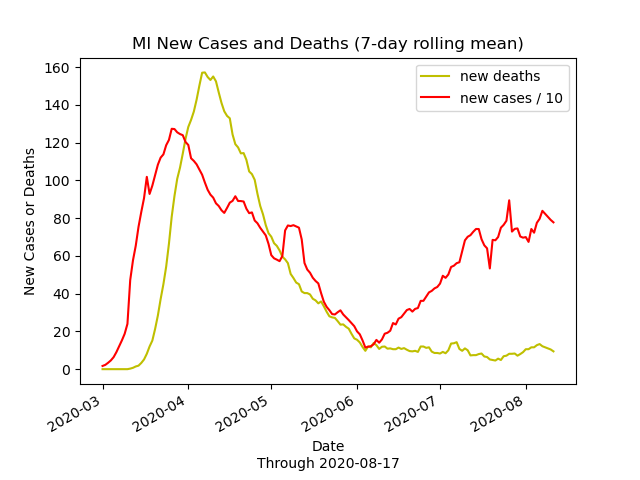 MI New Cases and Deaths (7-day rolling mean)
new deaths
new cases / 10
160
140
120
100
80
60
40
20
0
New Cases or Deaths
2020-03
2020-04
2020-05
2020-06
2020-07
2020-08
Date
Through 2020-08-17